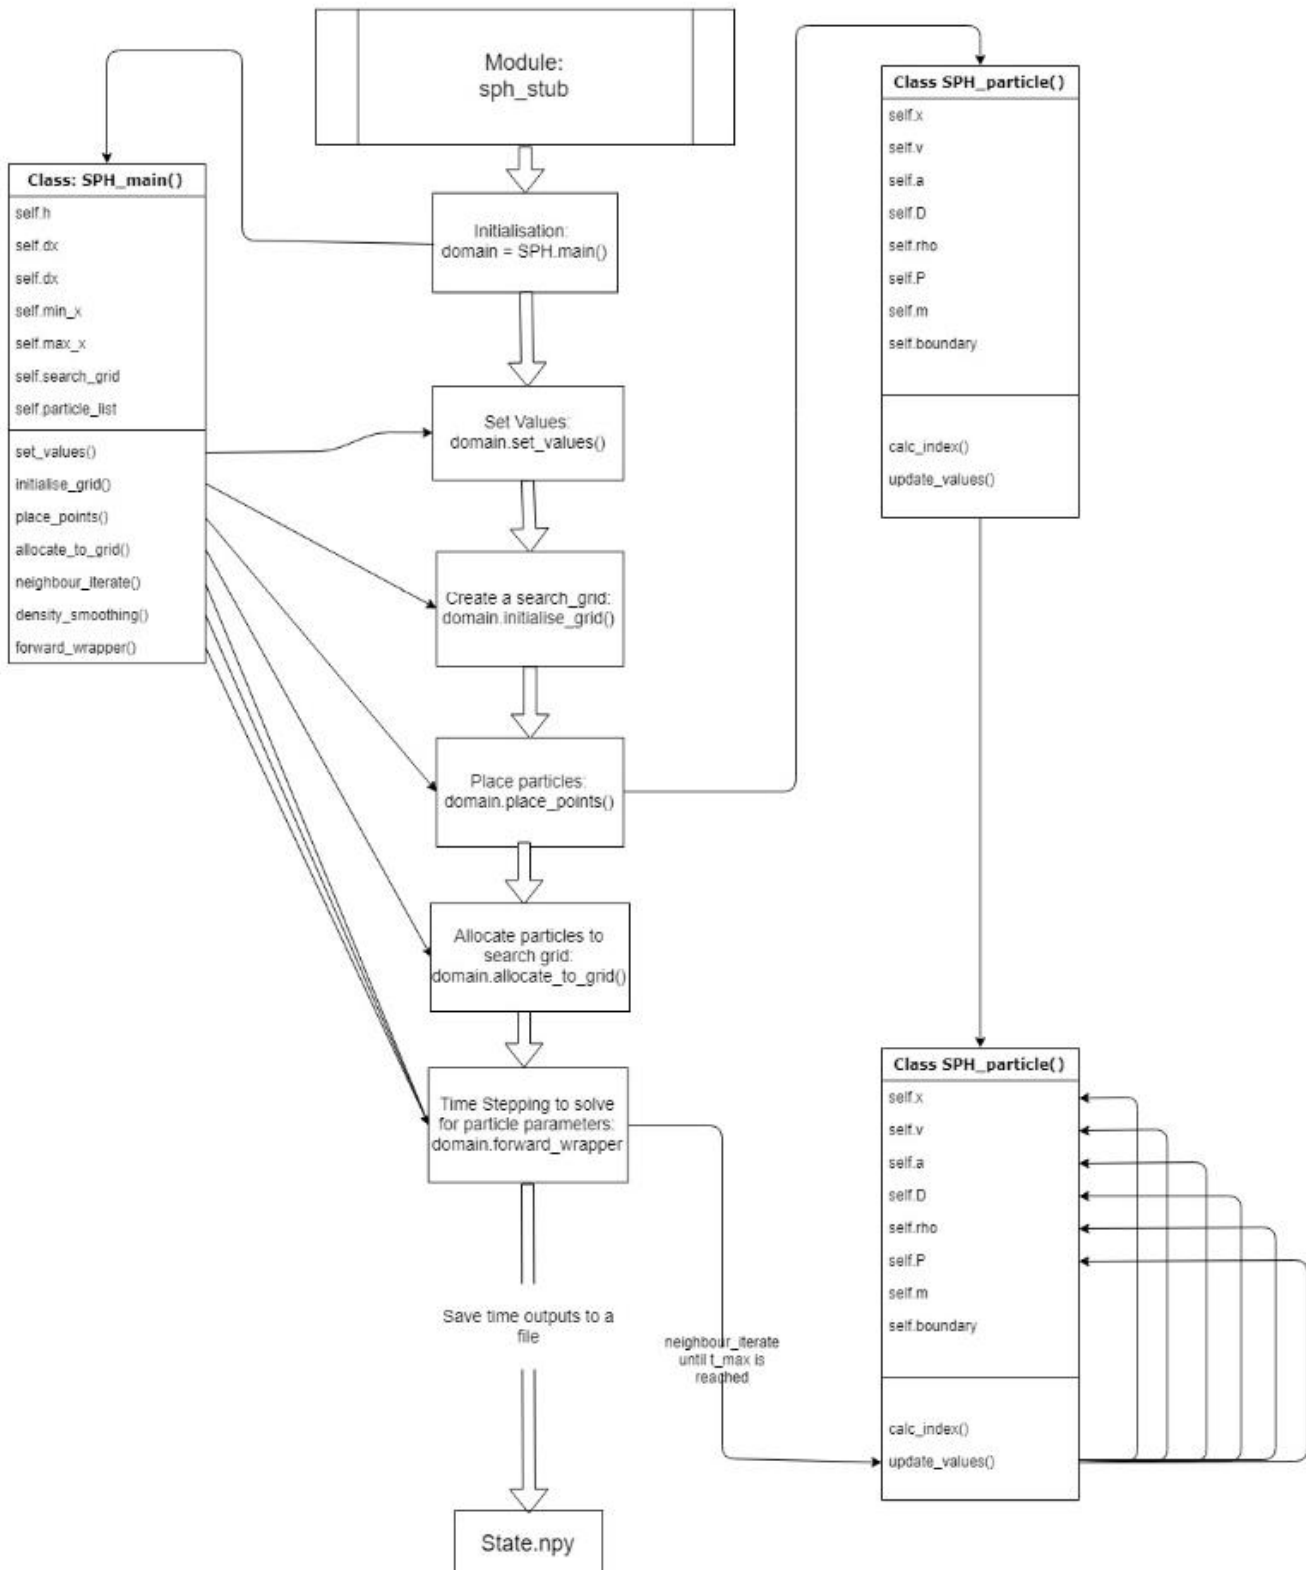 Module:
sph_stub
Class: SPH_main()
self.h
self.dx
self.dx
self.min_x
self.max_x
self.search_grid
self.particle_list
set_values()
initialise_grid()
place_points()
allocate_to_grid()
neighbour_iterate()
density_smoothing()
forward_wrapper()
Initialisation:
domain = SPH.main()
Set Values:
domain.set_values()
Create a search_grid:
domain.initialise_grid()
Place particles:
domain.place_points()
Allocate particles to
search grid:
domain.allocate_to_grid()
Time Stepping to solve
for particle parameters:
domain.forward_wrapper
Save time outputs to a
file
State.npy
neighbour_iterate
until t_max is
reached
Class SPH_particle()
self.x
self.v
self.a
self.D
self.rho
self.P
self.m
self.boundary
calc_index()
update_values()
Class SPH_particle()
self.x
self.v
self.a
self.D
self.rho
self.P
self.m
self.boundary
calc_index()
update_values()